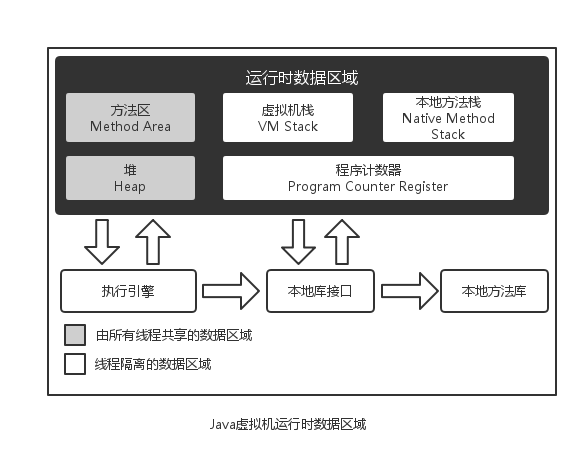 运行时数据区域
方法区
Method Area
虚拟机栈
VM Stack
本地方法栈
Native Method
Stack
堆
Heap
程序计数器
Program Counter Register
执行引擎
本地库接口
本地方法库
由所有线程共享的数据区域
线程隔离的数据区域
Java虚拟机运行时数据区域